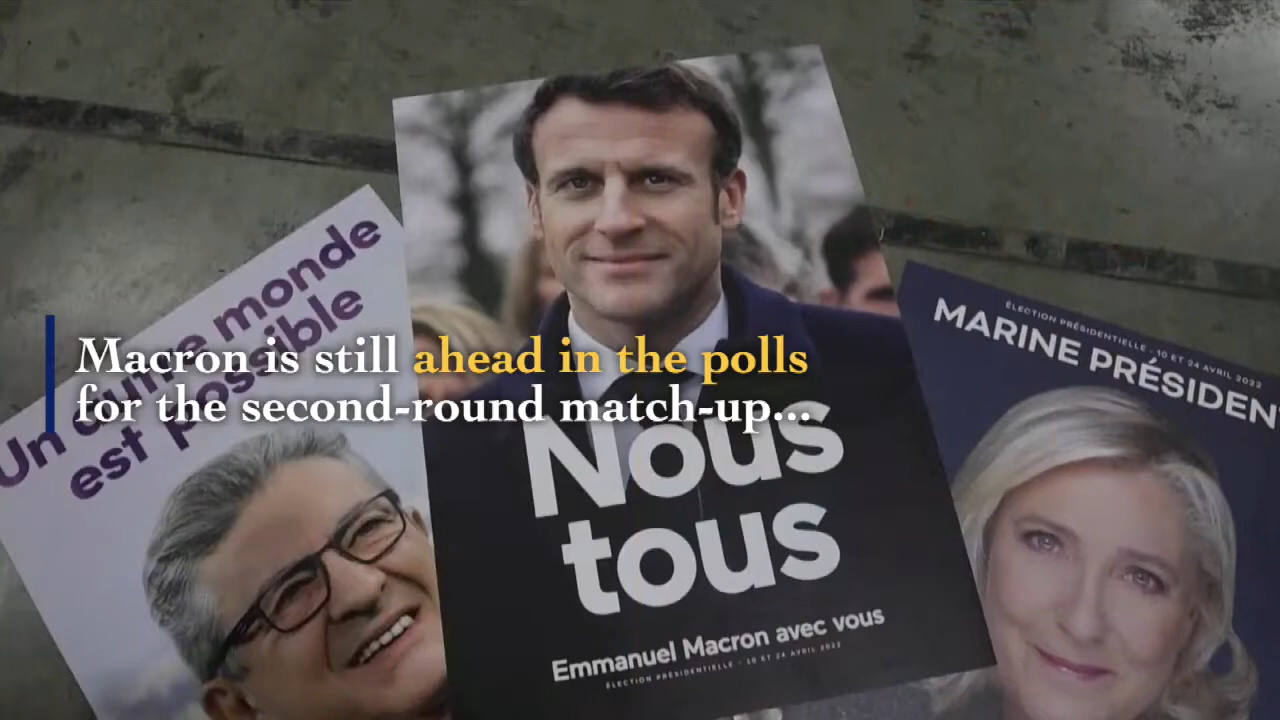 Un autre monde
est possible
Macron is still ahead in the polls
for the second-round match-up...
Nous
tous
Emmanuel Macron avec vous
ÉLECTION PRÉSIDENTIELLE - 10 ET 24 AVRIL 2022
ÉLECTION PRÉSIDENTIELLE - 10 ET 24 AVRIL 2022
MARINE PRÉSIDEN